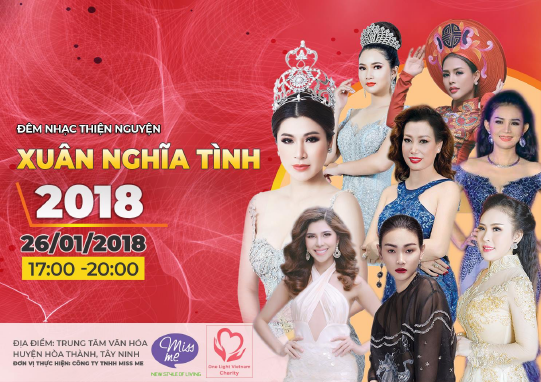 ĐÊM NHẠC THIỆN NGUYỆN
XUÂN NGHĨA TÌNH
2018
26/01/2018
17:00 -20:00
ĐỊA ĐIỂM: TRUNG TÂM VĂN HÓA
HUYỆN HÒA THÀNH, TÂY NINH
ĐƠN VỊ THỰC HIỆN CÔNG TY TNHH MISS ME
Miss me
NEW STYLE OF LIVING
One Light Vietnam
Charity